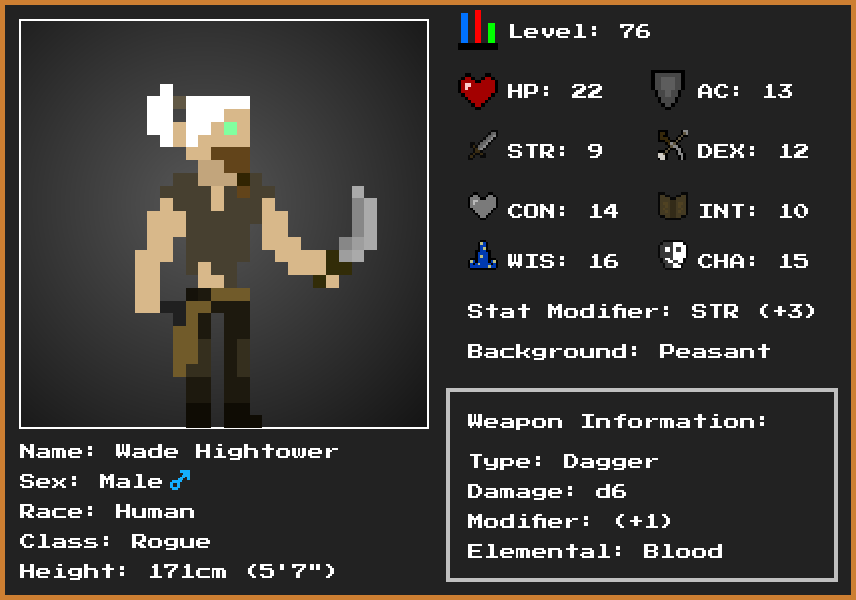 Level: 76
HP: 22 AC: 13
STR: 9 DEX: 12
CON: 14 INT: 10
WIS: 16 CHA: 15
Stat Modifier: STR (+3)
Background: Peasant
Weapon Information:
Type: Dagger
Damage: d6
Modifier: (+1)
Elemental: Blood
Name: Wade Hightower
Sex: Male ♂
Race: Human
Class: Rogue
Height: 171cm (5'7")